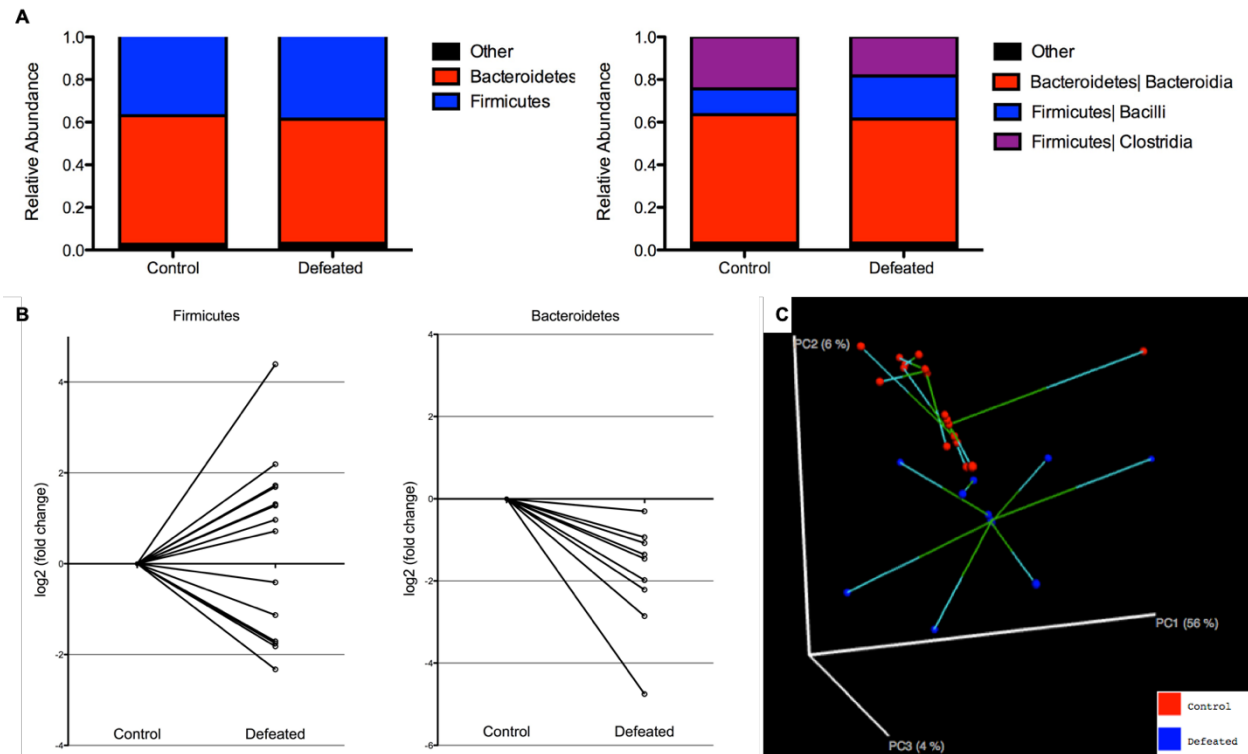 A
Relative Abundance
1.0
0.8
0.6
0.4
0.2
0.0
Control
Defeated
Other
Bacteroidetes
Firmicutes
Relative Abundance
1.0
0.8
0.6
0.4
0.2
0.0
Control
Defeated
Other
Bacteroidetes| Bacteroidia
Firmicutes| Bacilli
Firmicutes| Clostridia
B
Firmicutes
log2 (fold change)
4
2
0
-2
-4
Control
Defeated
Bacteroidetes
log2 (fold change)
4
2
0
-2
-4
-6
Control
Defeated
C
PC2 (6 %)
PC1 (56 %)
PC3 (4 %)
Control
Defeated